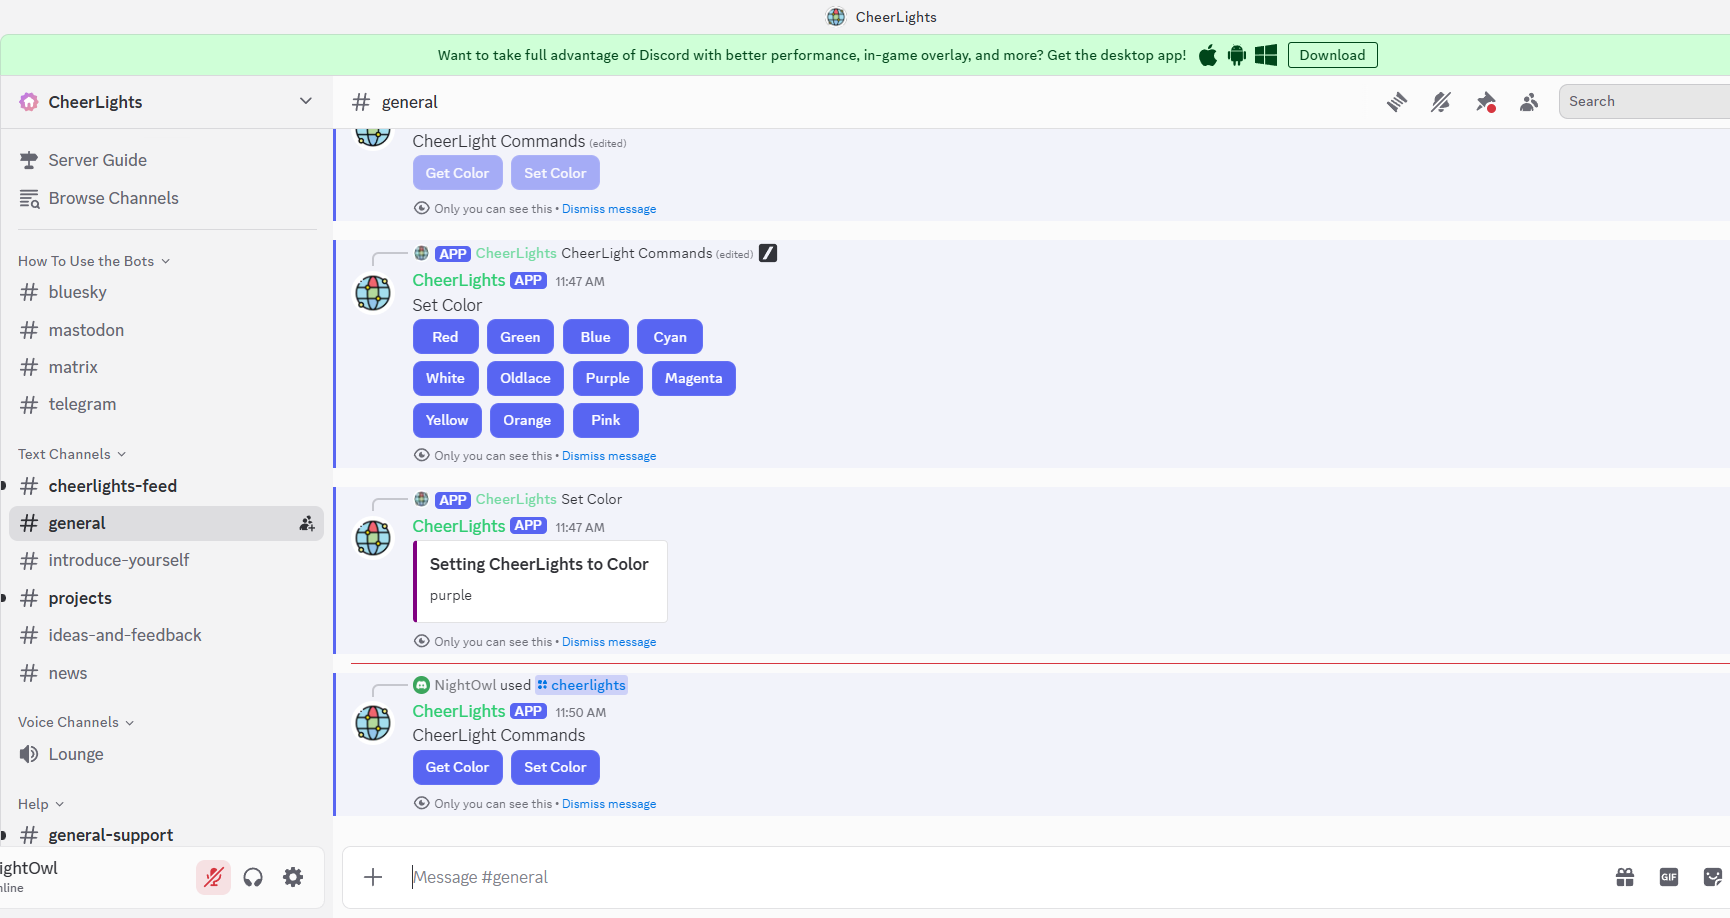 CheerLights
Want to take full advantage of Discord with better performance, in-game overlay, and more? Get the desktop app! Download
CheerLights
general
Search
Server Guide
Browse Channels
How To Use the Bots
bluesky
mastodon
matrix
telegram
Text Channels
cheerlights-feed
general
introduce-yourself
projects
ideas-and-feedback
news
Voice Channels
Lounge
Help
general-support
ightOwl
nline
CheerLight Commands (edited)
Get Color Set Color
Only you can see this • Dismiss message
APP CheerLights CheerLight Commands (edited)
CheerLights APP 11:47 AM
Set Color
Red Green Blue Cyan
White Oldlace Purple Magenta
Yellow Orange Pink
Only you can see this • Dismiss message
APP CheerLights Set Color
CheerLights APP 11:47 AM
Setting CheerLights to Color
purple
Only you can see this • Dismiss message
NightOwl used cheerlights
CheerLights APP 11:50 AM
CheerLight Commands
Get Color Set Color
Only you can see this • Dismiss message
Message #general
GIF